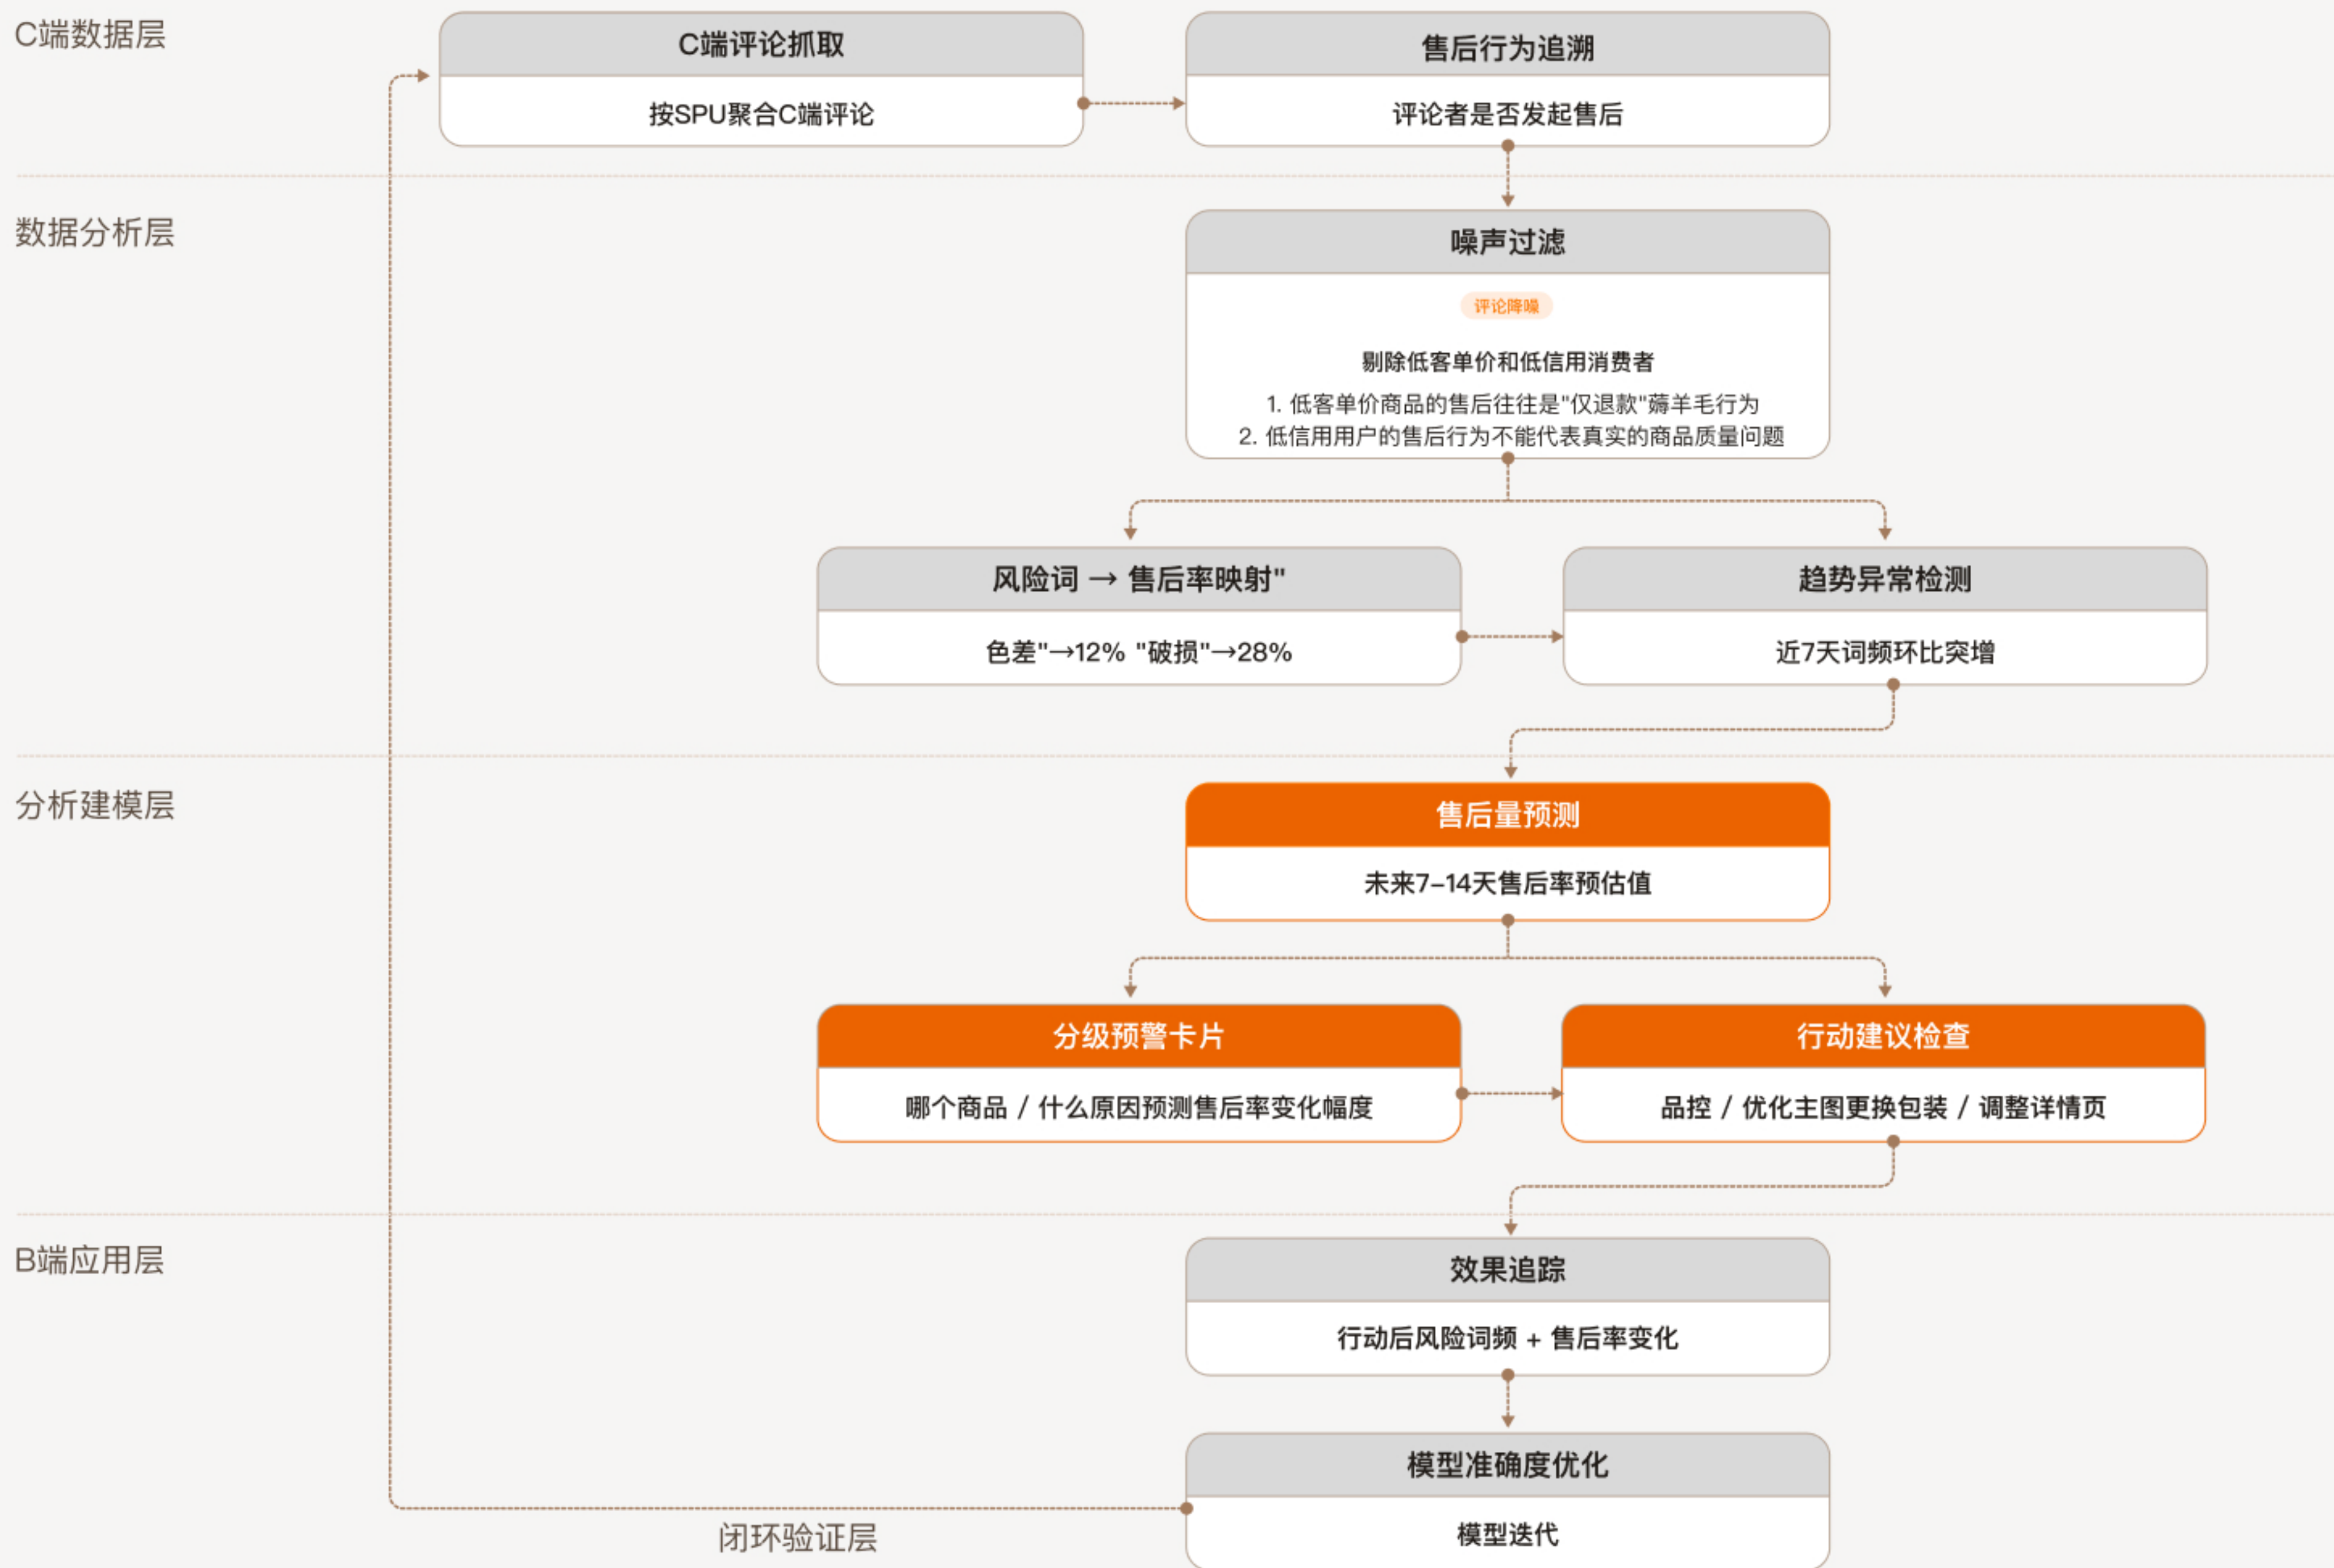 C端数据层
C端评论抓取
按SPU聚合C端评论
售后行为追溯
评论者是否发起售后
数据分析层
噪声过滤
评论降噪
剔除低客单价和低信用消费者
1. 低客单价商品的售后往往是"仅退款"薅羊毛行为
2. 低信用用户的售后行为不能代表真实的商品质量问题
风险词 → 售后率映射"
色差"→12% "破损"→28%
趋势异常检测
近7天词频环比突增
分析建模层
售后量预测
未来7–14天售后率预估值
分级预警卡片
哪个商品 / 什么原因预测售后率变化幅度
行动建议检查
品控 / 优化主图更换包装 / 调整详情页
B端应用层
效果追踪
行动后风险词频 + 售后率变化
模型准确度优化
模型迭代
闭环验证层